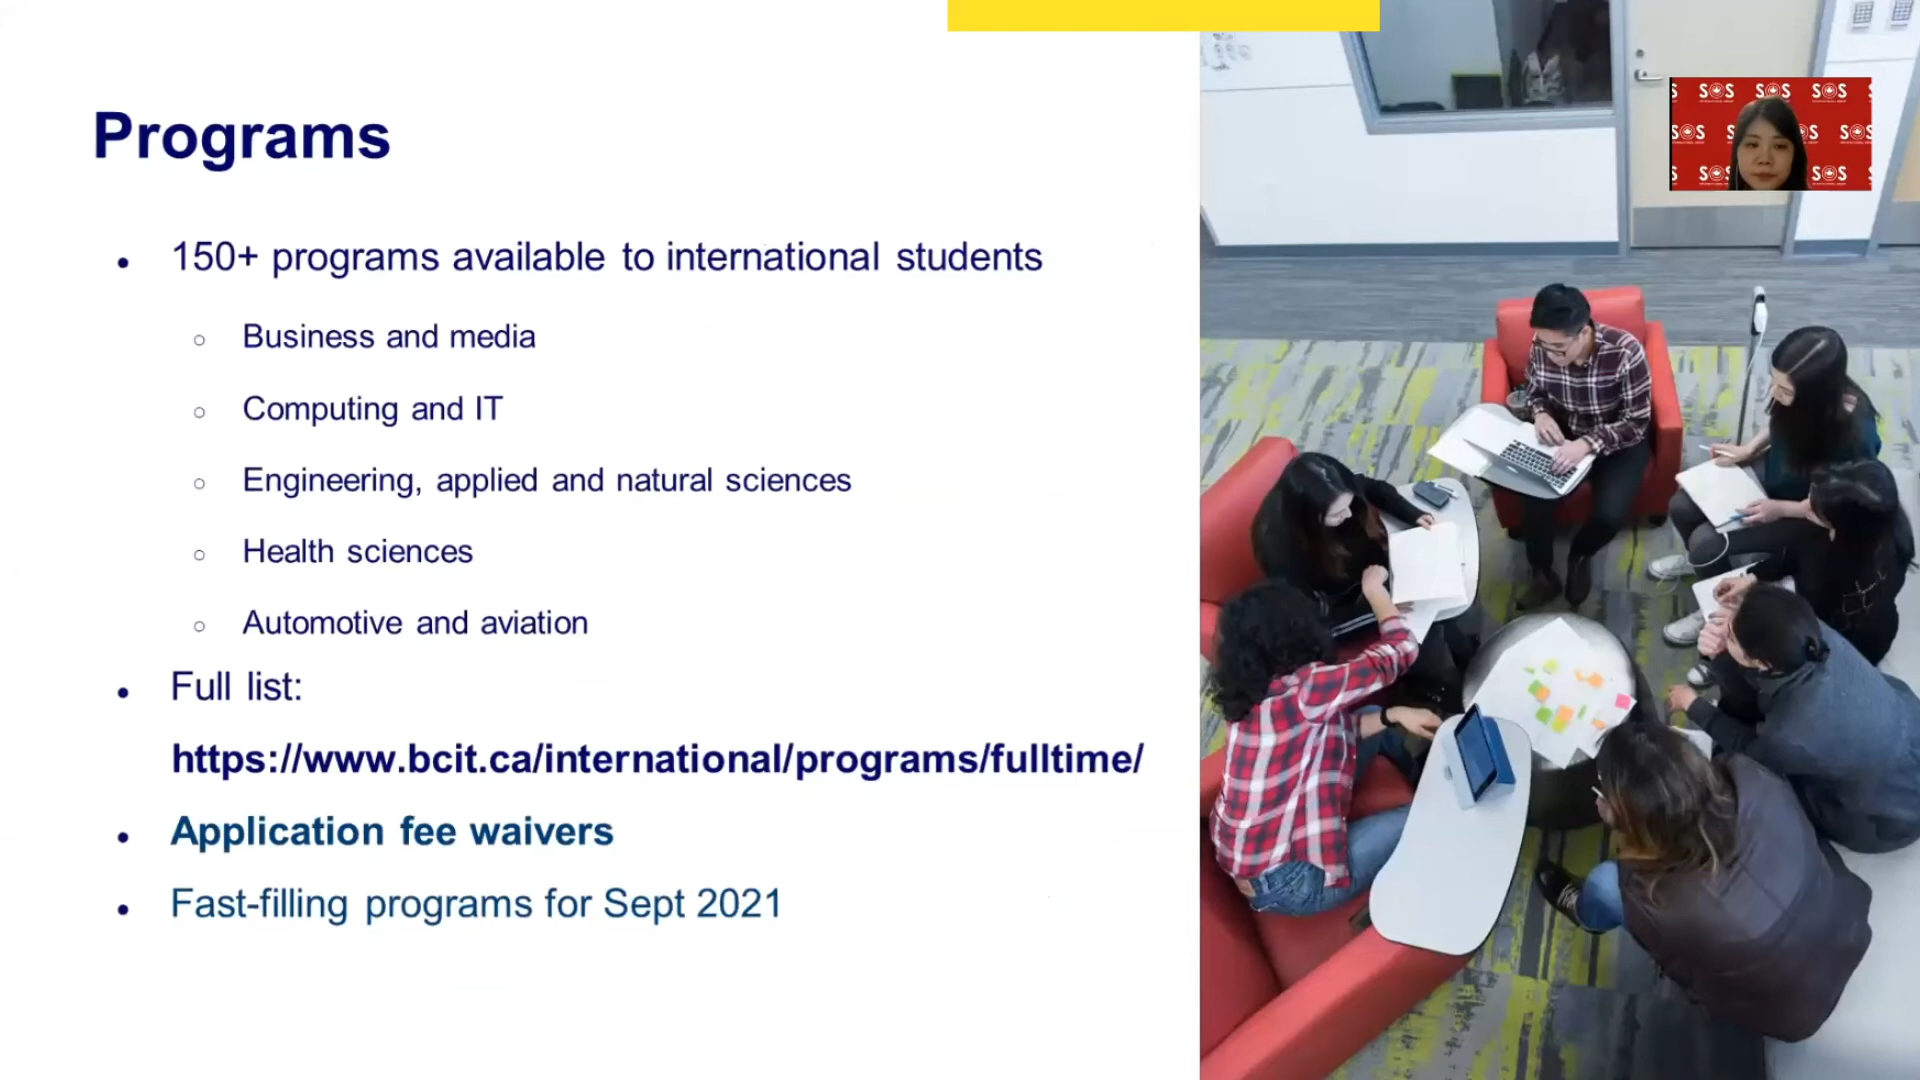 Programs
150+ programs available to international students
Business and media
Computing and IT
Engineering, applied and natural sciences
Health sciences
Automotive and aviation
Full list:
https://www.bcit.ca/international/programs/fulltime/
Application fee waivers
Fast-filling programs for Sept 2021
SOS SOS SOS
SOS SOS
SOS SOS